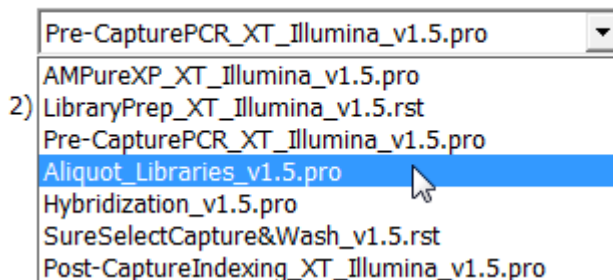 Pre-CapturePCR_XT_Illumina_v1.5.pro
AMPureXP_XT_Illumina_v1.5.pro
2) LibraryPrep_XT_Illumina_v1.5.rst
Pre-CapturePCR_XT_Illumina_v1.5.pro
Aliquot_Libraries_v1.5.pro
Hybridization_v1.5.pro
SureSelectCapture&Wash_v1.5.rst
Post-CaptureIndexing_XT_Illumina_v1.5.pro